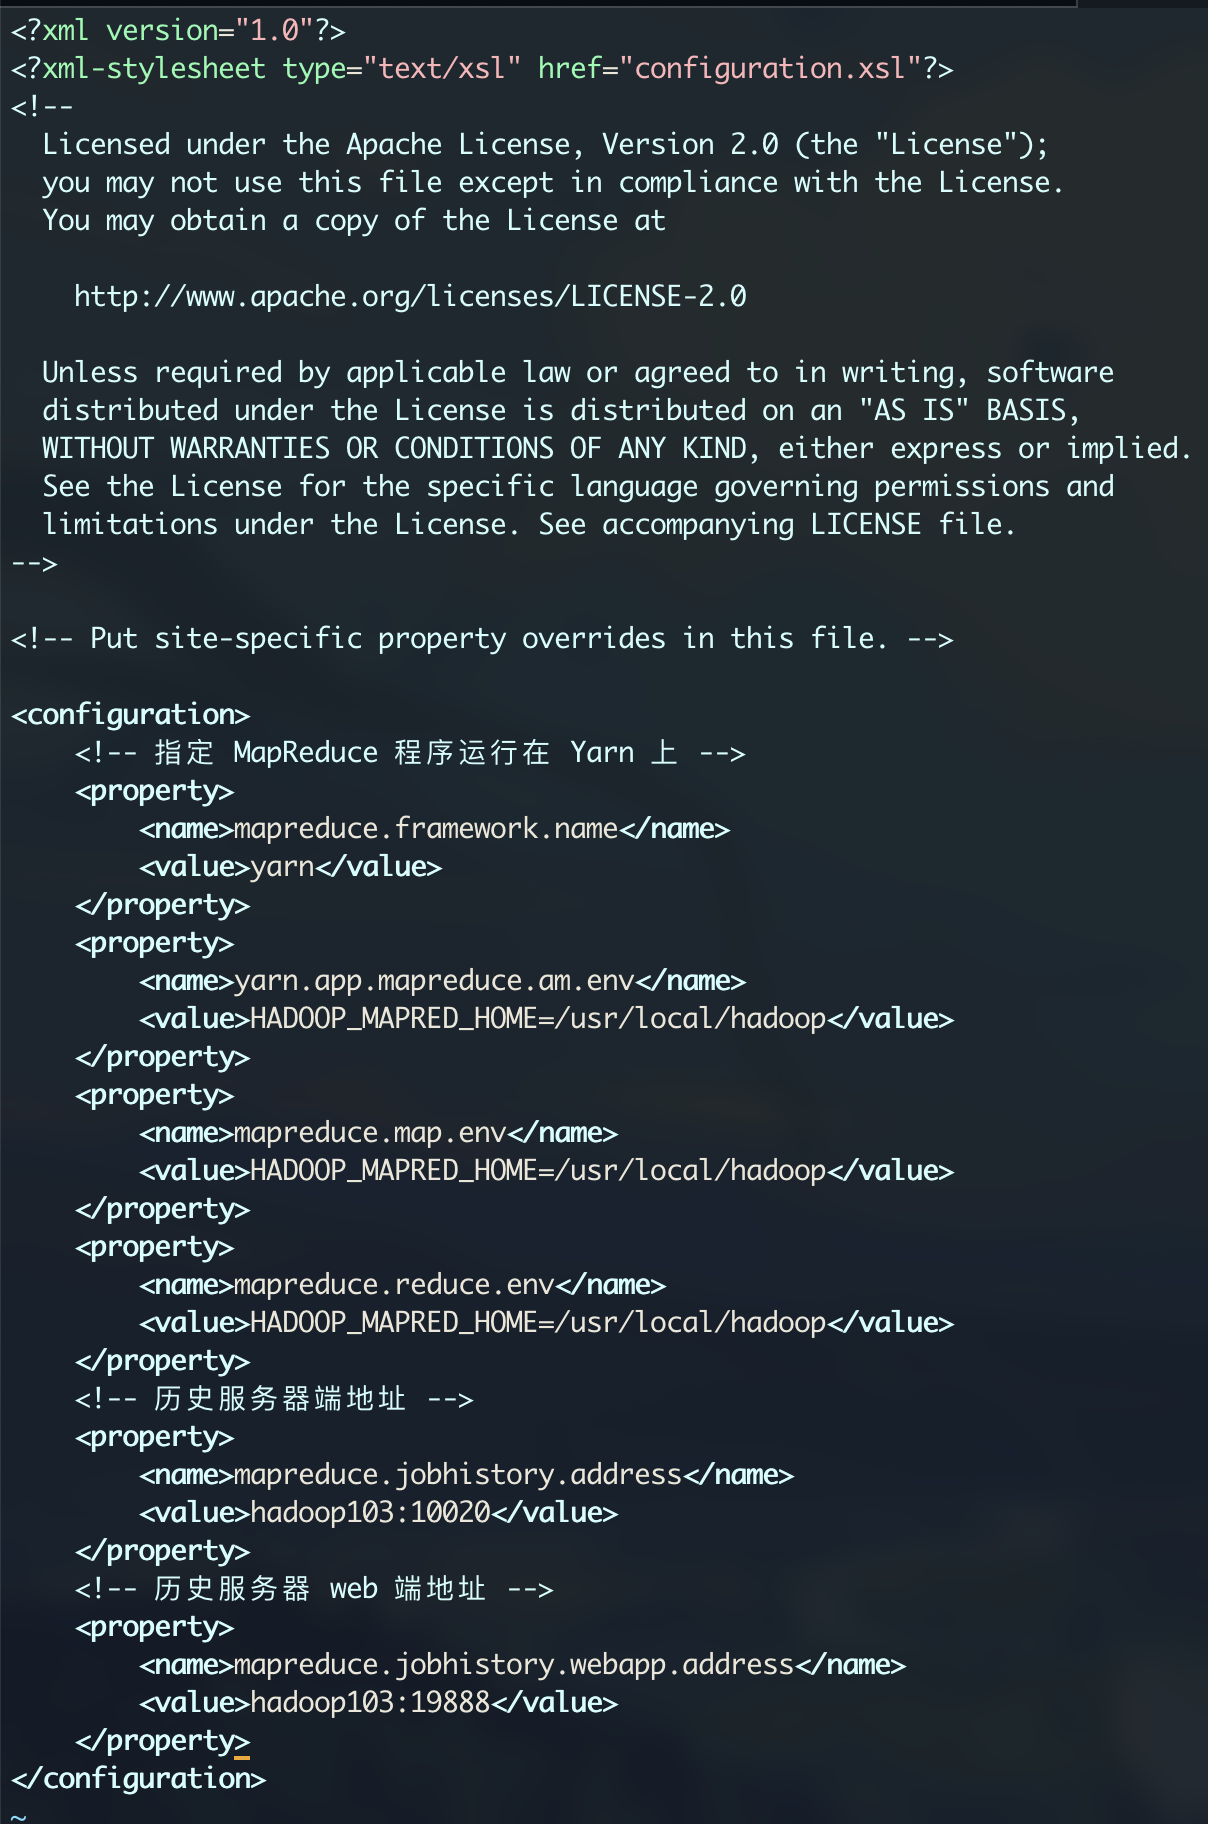 <?xml version="1.0"?>
<?xml-stylesheet type="text/xsl" href="configuration.xsl"?>
<!--
  Licensed under the Apache License, Version 2.0 (the "License");
  you may not use this file except in compliance with the License.
  You may obtain a copy of the License at

    http://www.apache.org/licenses/LICENSE-2.0

  Unless required by applicable law or agreed to in writing, software
  distributed under the License is distributed on an "AS IS" BASIS,
  WITHOUT WARRANTIES OR CONDITIONS OF ANY KIND, either express or implied.
  See the License for the specific language governing permissions and
  limitations under the License. See accompanying LICENSE file.
-->

<!-- Put site-specific property overrides in this file. -->

<configuration>
    <!-- 指定 MapReduce 程序运行在 Yarn 上 -->
    <property>
        <name>mapreduce.framework.name</name>
        <value>yarn</value>
    </property>
    <property>
        <name>yarn.app.mapreduce.am.env</name>
        <value>HADOOP_MAPRED_HOME=/usr/local/hadoop</value>
    </property>
    <property>
        <name>mapreduce.map.env</name>
        <value>HADOOP_MAPRED_HOME=/usr/local/hadoop</value>
    </property>
    <property>
        <name>mapreduce.reduce.env</name>
        <value>HADOOP_MAPRED_HOME=/usr/local/hadoop</value>
    </property>
    <!-- 历史服务器端地址 -->
    <property>
        <name>mapreduce.jobhistory.address</name>
        <value>hadoop103:10020</value>
    </property>
    <!-- 历史服务器 web 端地址 -->
    <property>
        <name>mapreduce.jobhistory.webapp.address</name>
        <value>hadoop103:19888</value>
    </property>
</configuration>
~